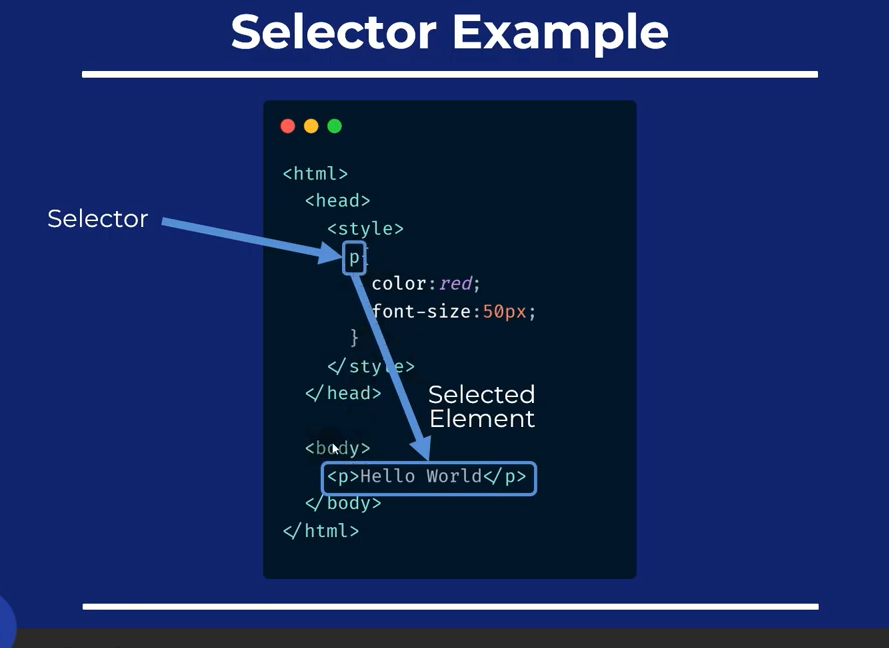 Selector Example
<html>
<head>
<style>
Selector
p{
color:red;
font-size:50px;
}
</style>
</head>
Selected
Element
<body>
<p>Hello World</p>
</body>
</html>